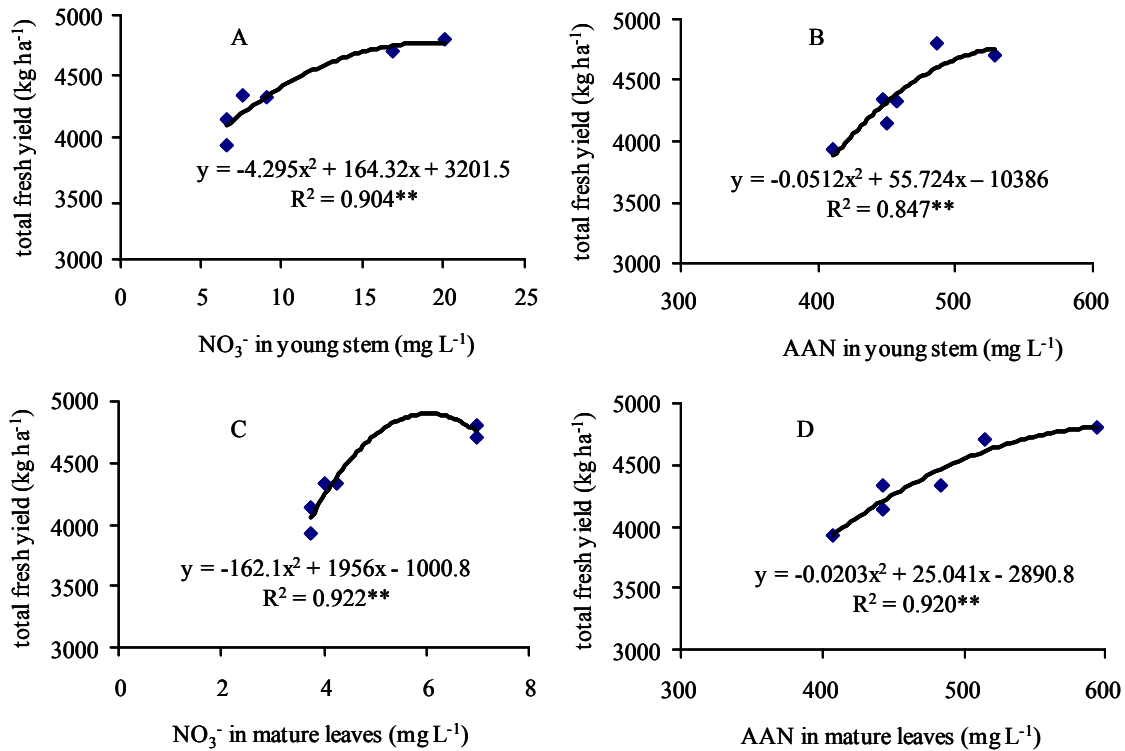 A
total fresh yield (kg ha⁻¹)
5000
4500
4000
3500
3000
y = -4.295x² + 164.32x + 3201.5
R² = 0.904**
0 5 10 15 20 25
NO₃⁻ in young stem (mg L⁻¹)
B
total fresh yield (kg ha⁻¹)
5000
4500
4000
3500
3000
y = -0.0512x² + 55.724x – 10386
R² = 0.847**
300 400 500 600
AAN in young stem (mg L⁻¹)
C
total fresh yield (kg ha⁻¹)
5000
4500
4000
3500
3000
y = -162.1x² + 1956x - 1000.8
R² = 0.922**
0 2 4 6 8
NO₃⁻ in mature leaves (mg L⁻¹)
D
total fresh yield (kg ha⁻¹)
5000
4500
4000
3500
3000
y = -0.0203x² + 25.041x - 2890.8
R² = 0.920**
300 400 500 600
AAN in mature leaves (mg L⁻¹)